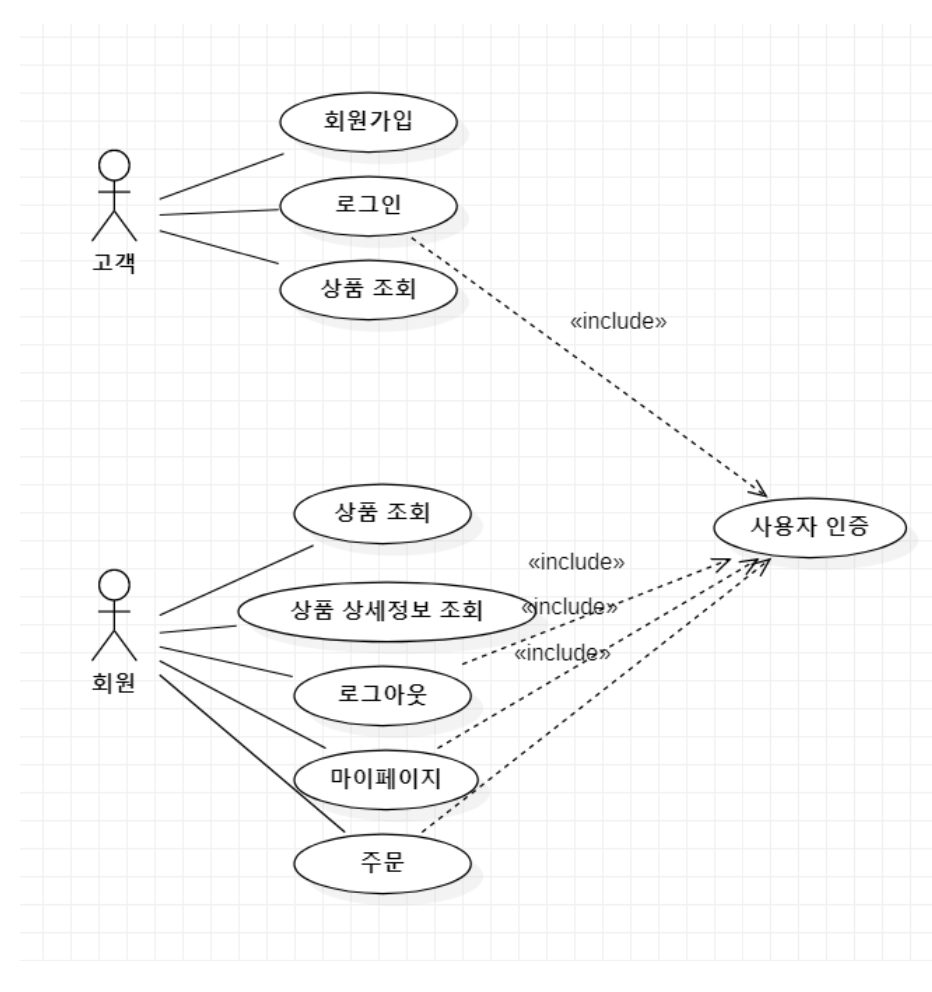 회원가입
로그인
고객
상품 조회
«include»
상품 조회
사용자 인증
«include»
상품 상세정보 조회
«include»
«include»
회원
로그아웃
마이페이지
주문